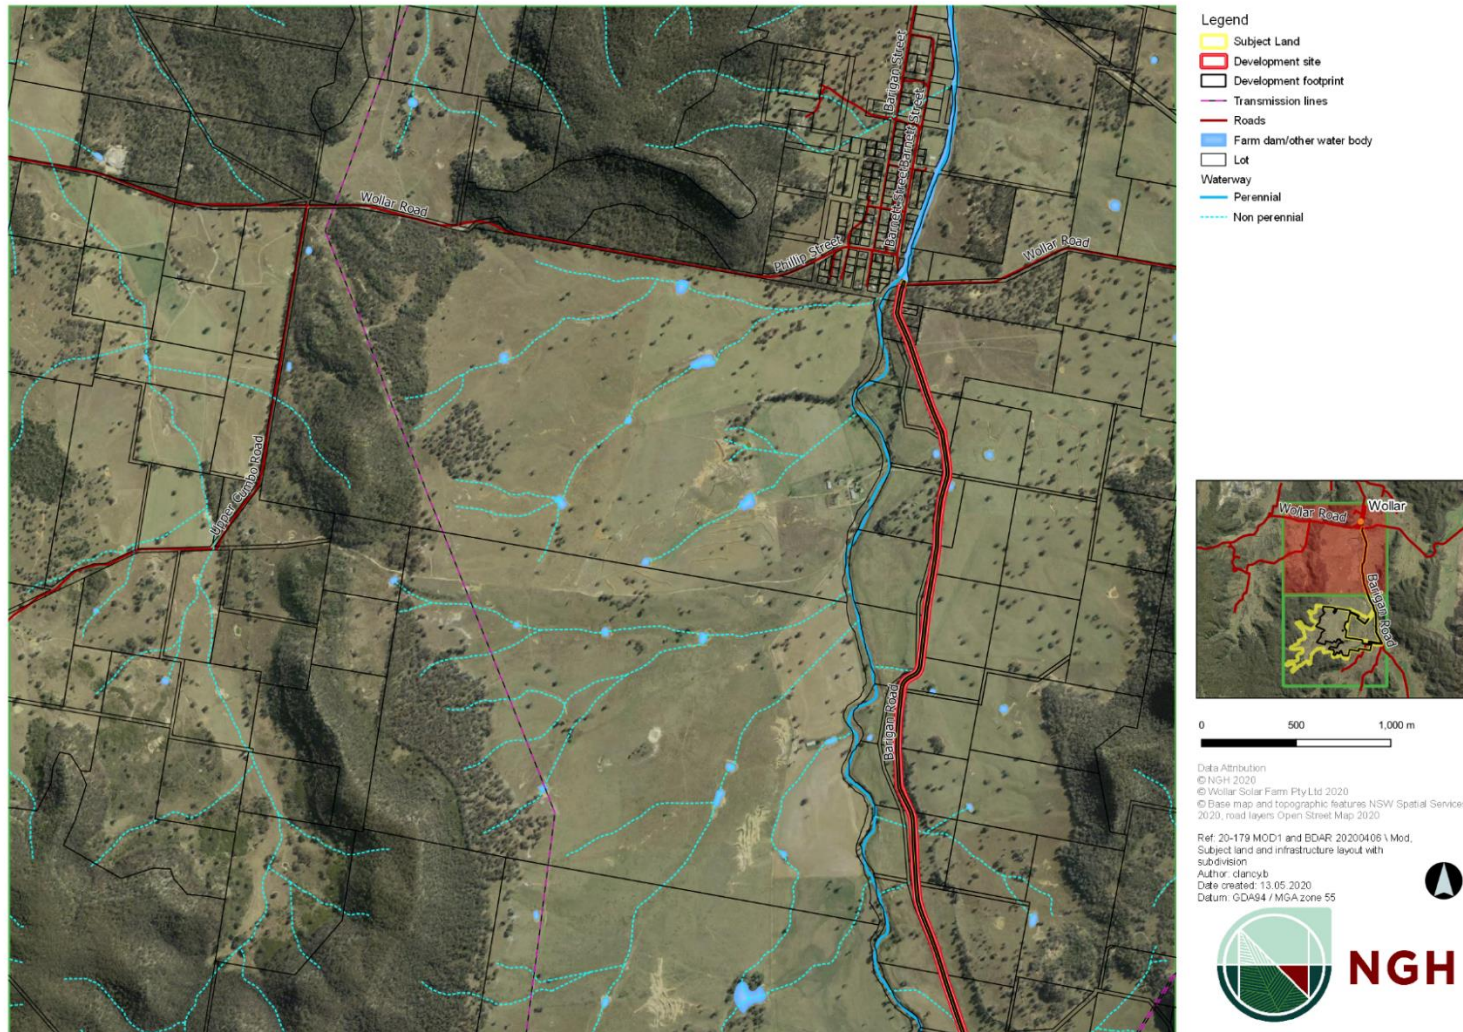 Legend
Subject Land
Development site
Development footprint
Transmission lines
Roads
Farm dam/other water body
Lot
Waterway
Perennial
Non perennial
Barigan Street
Barnett Street
Barnett Street
Wollar Road
Phillip Street
Wollar Road
Upper Cumbo Road
Barigan Road
Wollar Road
Wollar
Barigan Road
0 500 1,000 m
Data Attribution
© NGH 2020
© Wollar Solar Farm Pty Ltd 2020
© Base map and topographic features NSW Spatial Service
2020, road layers Open Street Map 2020
Ref: 20-179 MOD1 and BDAR 20200406 \ Mod,
Subject land and infrastructure layout with
subdivision
Author: clancy.b
Date created: 13.05.2020
Datum: GDA94 / MGA zone 55
NGH